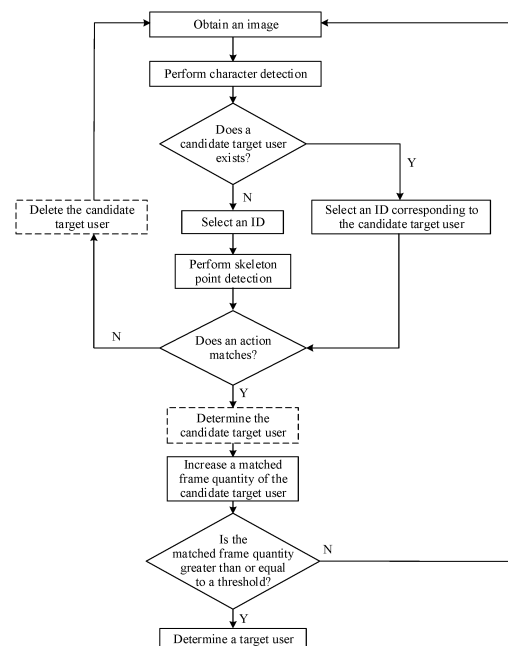 Obtain an image
Perform character detection
Does a
candidate target user
exists?
Y
N
Delete the candidate
target user
Select an ID
Select an ID corresponding to
the candidate target user
Perform skeleton
point detection
Does an action
matches?
N
Y
Determine the
candidate target user
Increase a matched
frame quantity of the
candidate target user
Is the
matched frame quantity
greater than or equal
to a threshold?
N
Y
Determine a target user